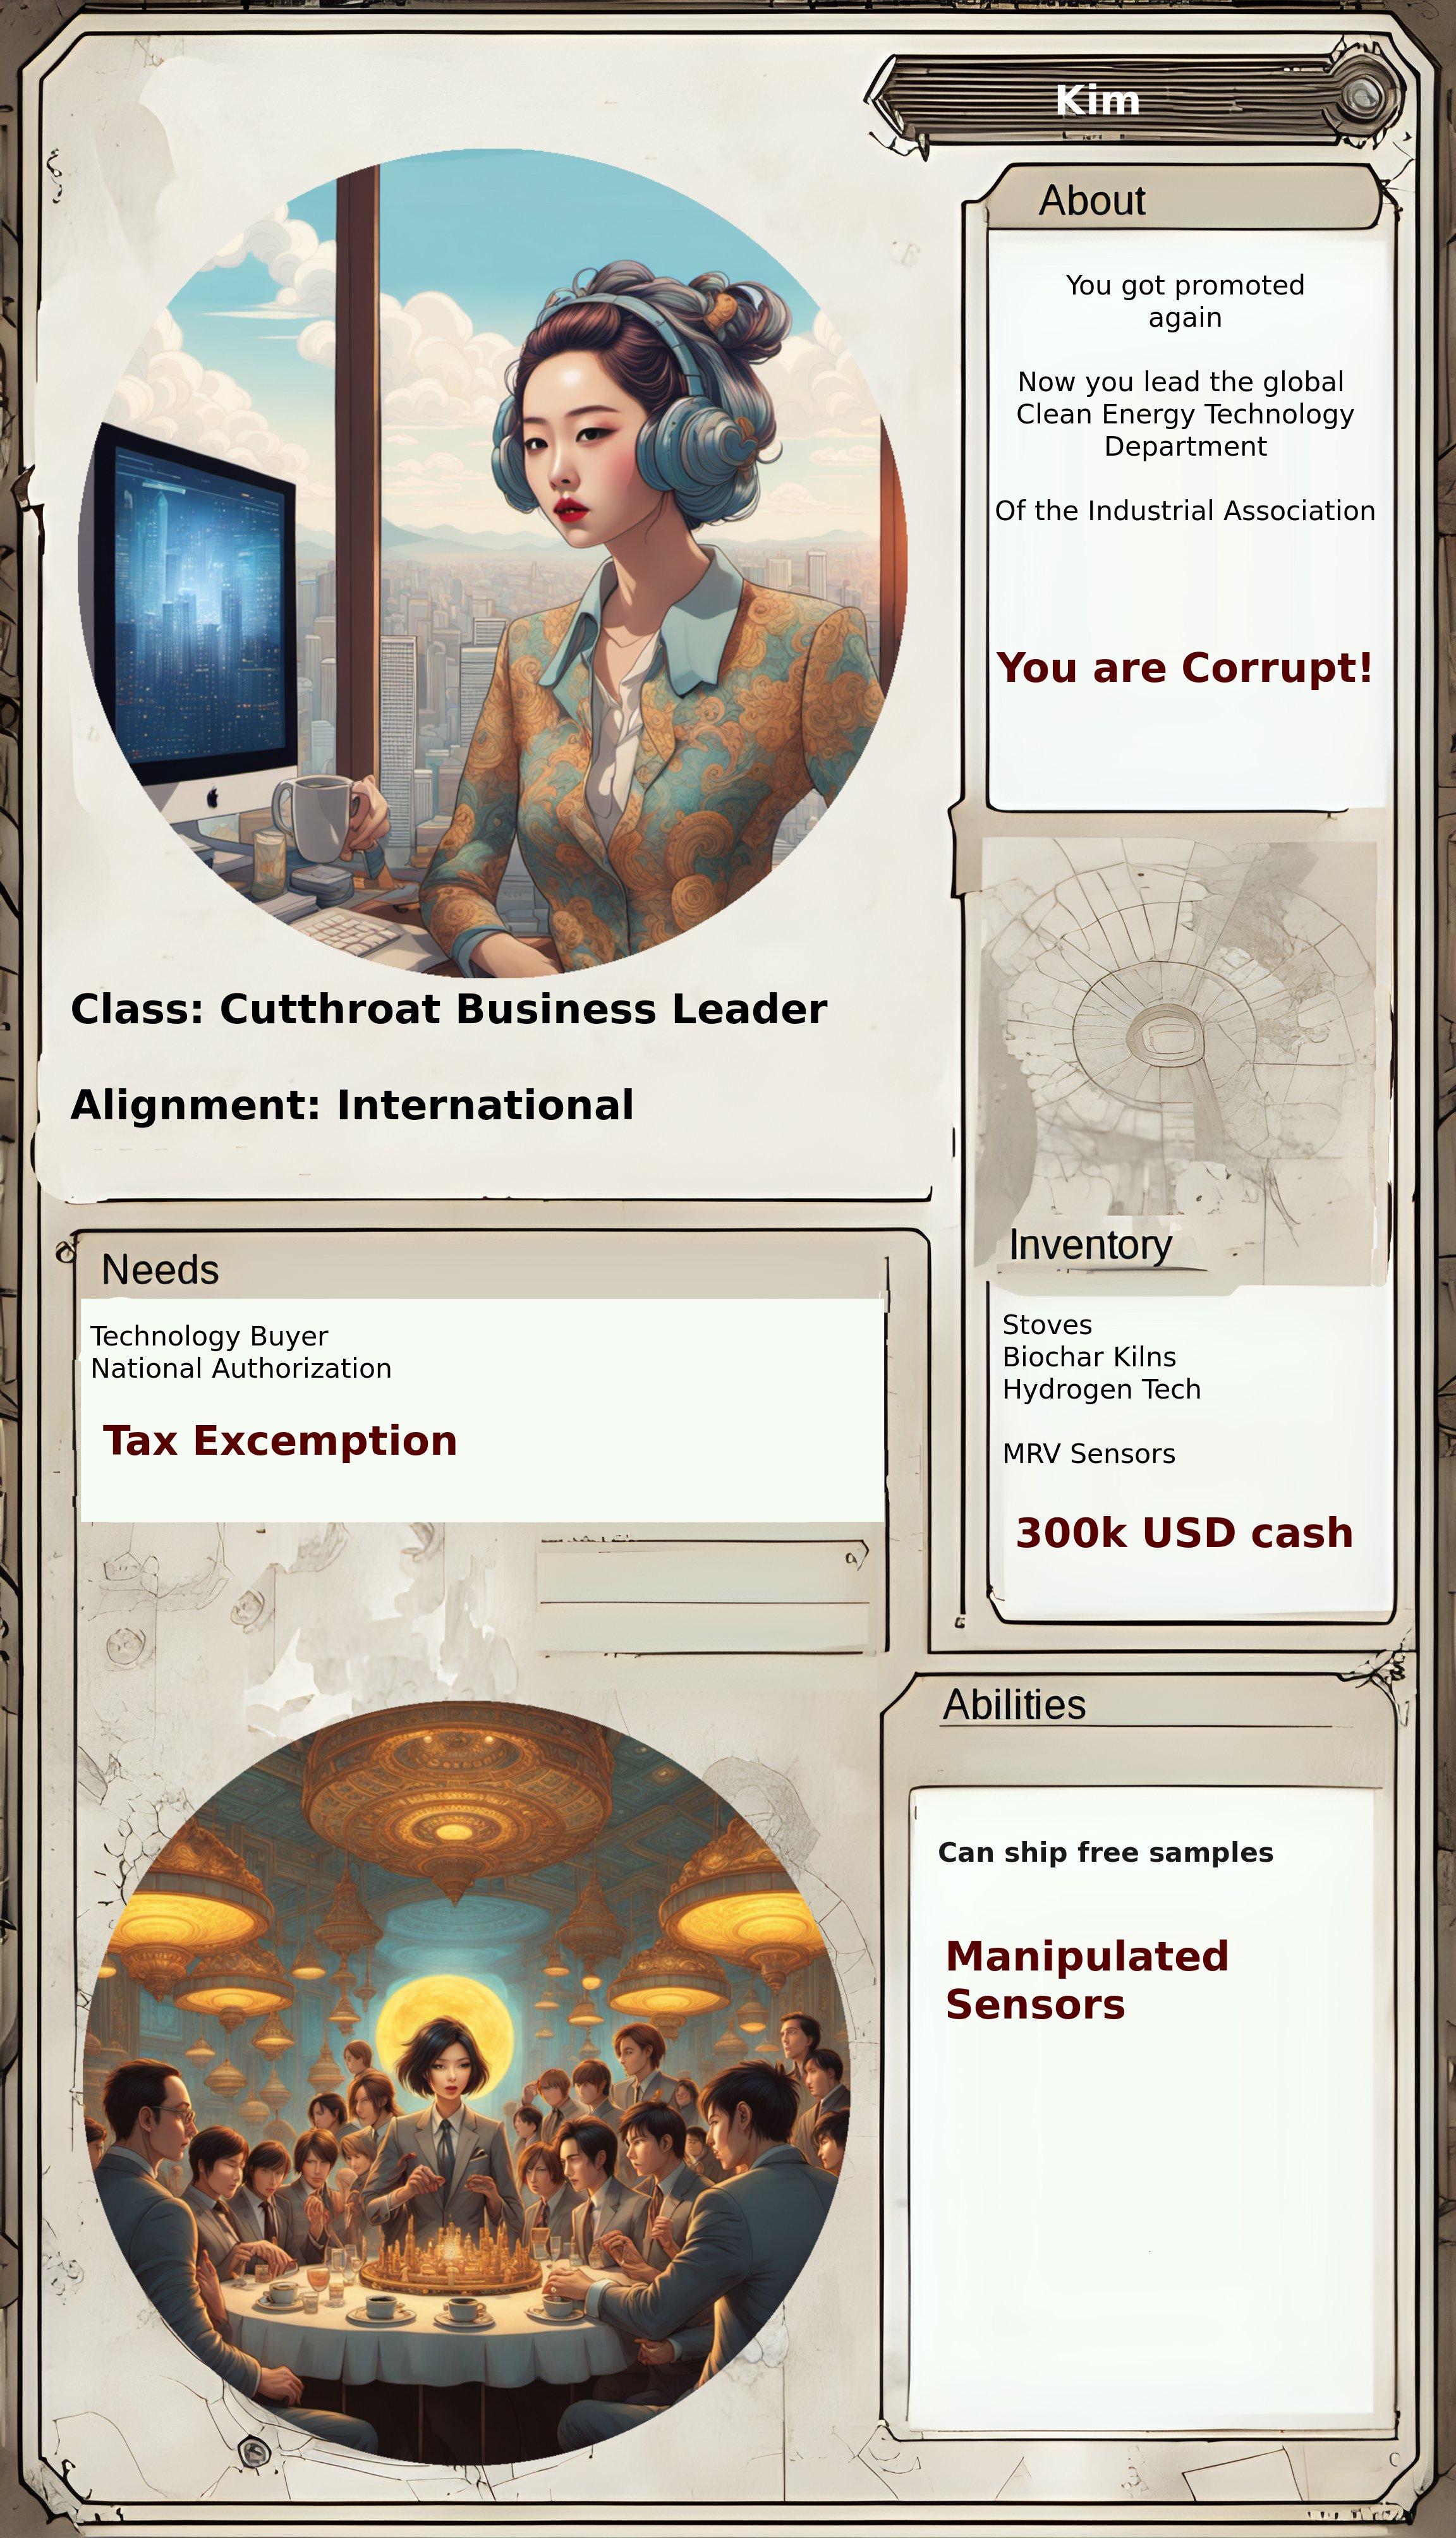 Kim
About
You got promoted
again
Now you lead the global
Clean Energy Technology
Department
Of the Industrial Association
You are Corrupt!
Class: Cutthroat Business Leader
Alignment: International
Needs
Technology Buyer
National Authorization
Tax Excemption
Inventory
Stoves
Biochar Kilns
Hydrogen Tech
MRV Sensors
300k USD cash
Abilities
Can ship free samples
Manipulated
Sensors